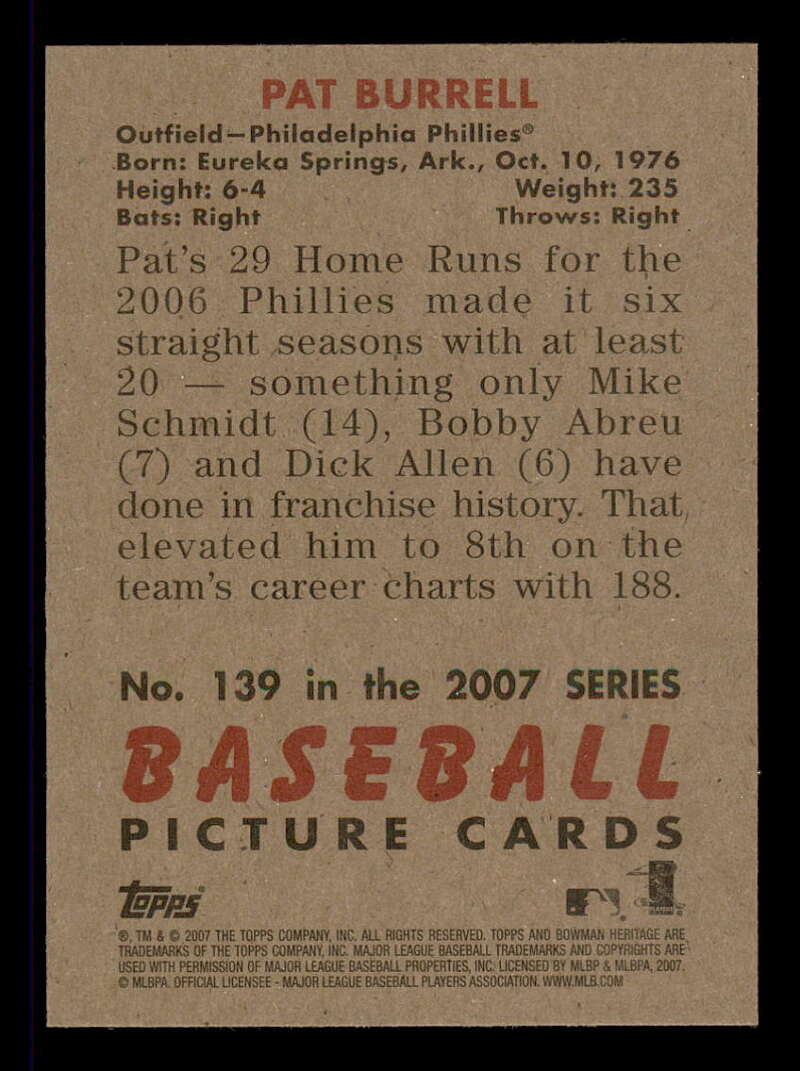 PAT BURRELL
Outfield—Philadelphia Phillies®
Born: Eureka Springs, Ark., Oct. 10, 1976
Height: 6-4 Weight: 235
Bats: Right Throws: Right
Pat's 29 Home Runs for the
2006 Phillies made it six
straight seasons with at least
20 — something only Mike
Schmidt (14), Bobby Abreu
(7) and Dick Allen (6) have
done in franchise history. That
elevated him to 8th on the
team's career charts with 188.
No. 139 in the 2007 SERIES
BASEBALL
PICTURE CARDS
topps
®, TM & © 2007 THE TOPPS COMPANY, INC. ALL RIGHTS RESERVED. TOPPS AND BOWMAN HERITAGE ARE
TRADEMARKS OF THE TOPPS COMPANY, INC. MAJOR LEAGUE BASEBALL TRADEMARKS AND COPYRIGHTS ARE
USED WITH PERMISSION OF MAJOR LEAGUE BASEBALL PROPERTIES, INC. LICENSED BY MLBP & MLBPA, 2007.
© MLBPA. OFFICIAL LICENSEE - MAJOR LEAGUE BASEBALL PLAYERS ASSOCIATION. WWW.MLB.COM